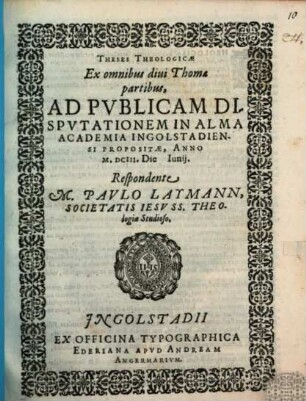 10
THESES THEOLOGICÆ
Ex omnibus diui Thomæ
partibus,
AD PVBLICAM DI-
SPVTATIONEM IN ALMA
ACADEMIA INGOLSTADIEN-
SI PROPOSITÆ, ANNO
M. DCIII. Die Iunij.
Respondente
M. PAVLO LAYMANN,
SOCIETATIS IESV SS. THEO-
logiæ Studioso.
IHS
INGOLSTADII
EX OFFICINA TYPOGRAPHICA
EDERIANA APVD ANDREAM
ANGERMARIVM.